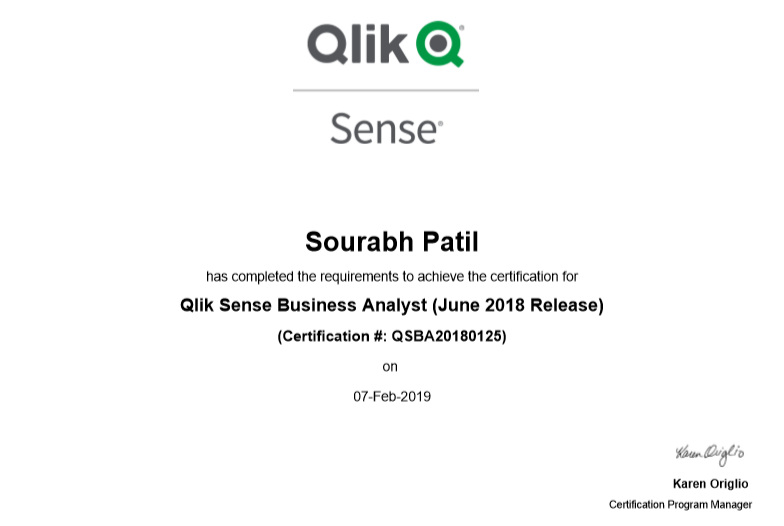 Qlik
Sense®
Sourabh Patil
has completed the requirements to achieve the certification for
Qlik Sense Business Analyst (June 2018 Release)
(Certification #: QSBA20180125)
on
07-Feb-2019
Karen Origlio
Karen Origlio
Certification Program Manager